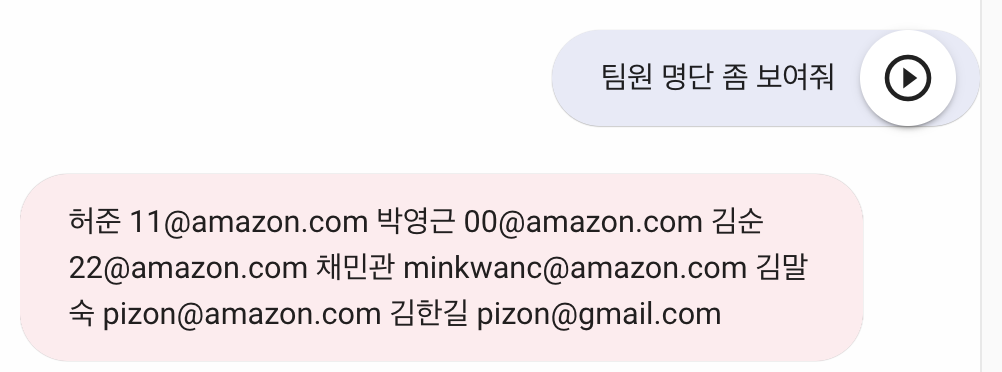 팀원 명단 좀 보여줘
허준 11@amazon.com 박영근 00@amazon.com 김순
22@amazon.com 채민관 minkwanc@amazon.com 김말
숙 pizon@amazon.com 김한길 pizon@gmail.com